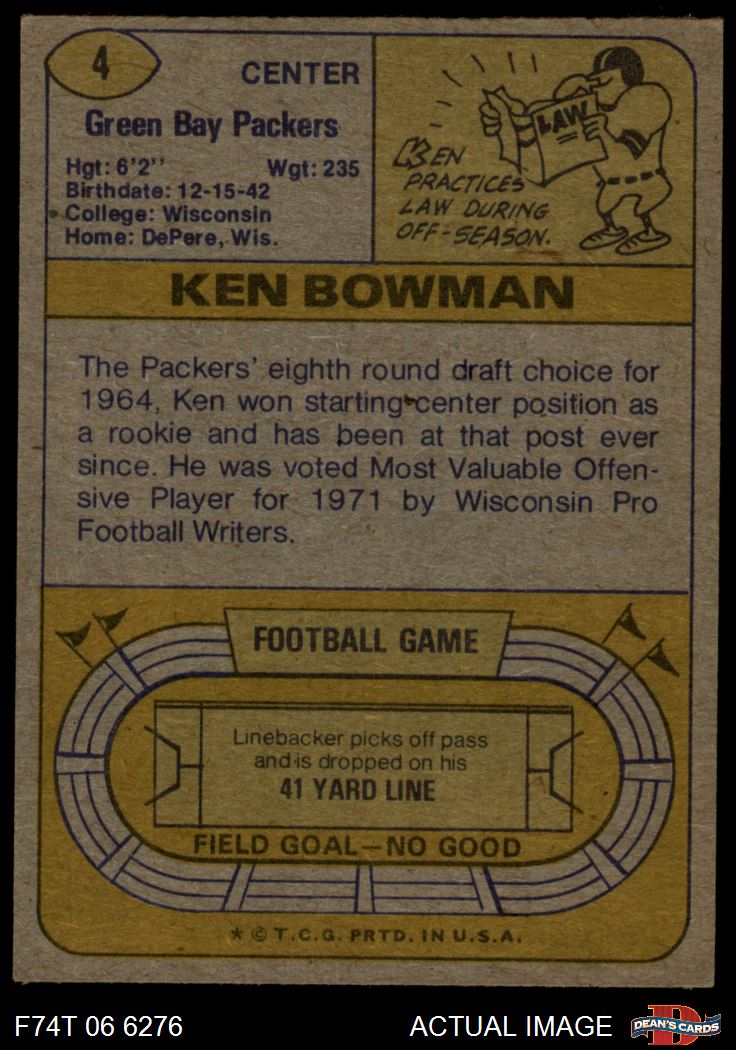 4
CENTER
Green Bay Packers
Hgt: 6'2'' Wgt: 235
Birthdate: 12-15-42
College: Wisconsin
Home: DePere, Wis.
LAW
KEN
PRACTICES
LAW DURING
OFF-SEASON.
KEN BOWMAN
The Packers' eighth round draft choice for
1964, Ken won starting center position as
a rookie and has been at that post ever
since. He was voted Most Valuable Offen-
sive Player for 1971 by Wisconsin Pro
Football Writers.
FOOTBALL GAME
Linebacker picks off pass
and is dropped on his
41 YARD LINE
FIELD GOAL—NO GOOD
* © T.C.G. PRTD. IN U.S.A.
F74T 06 6276 ACTUAL IMAGE
DEAN'S CARDS